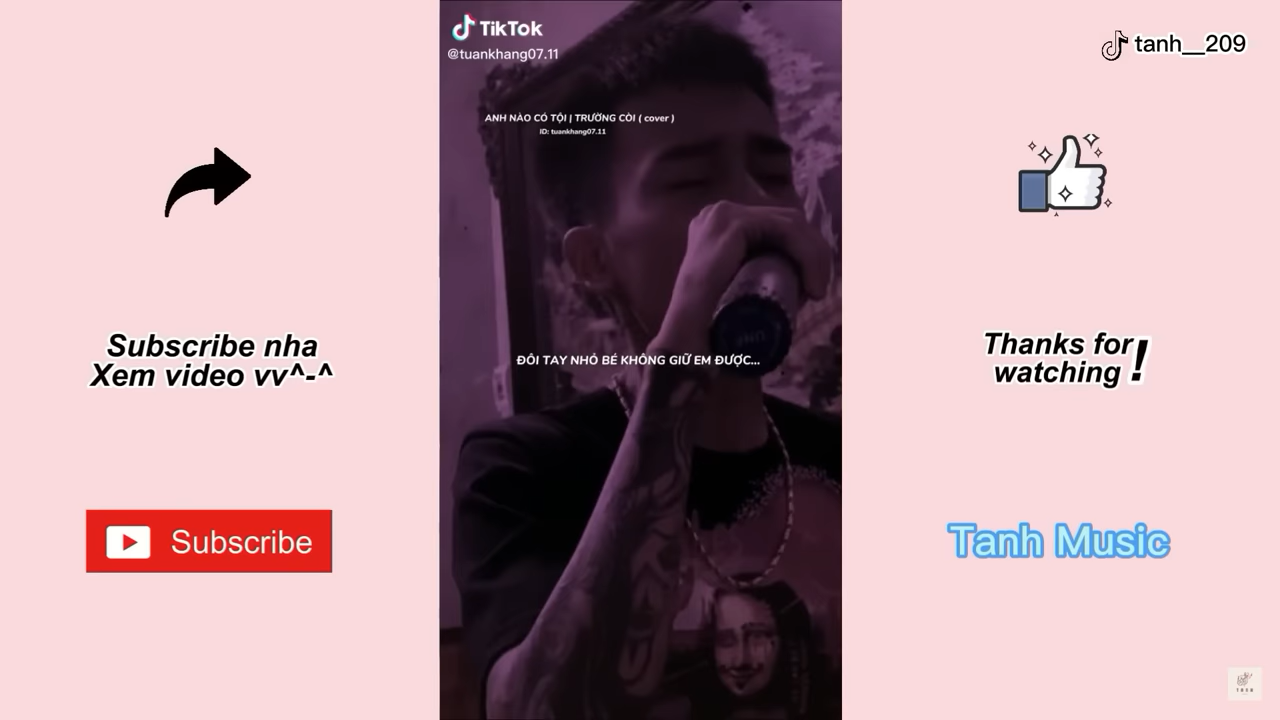 TikTok
@tuankhang07.11
tanh__209
ANH NÀO CÓ TỘI | TRƯỜNG CÒI ( cover )
ID: tuankhang07.11
Subscribe nha
Xem video vv^-^
ĐÔI TAY NHỎ BÉ KHÔNG GIỮ EM ĐƯỢC...
Thanks for
watching !
Subscribe
Tanh Music